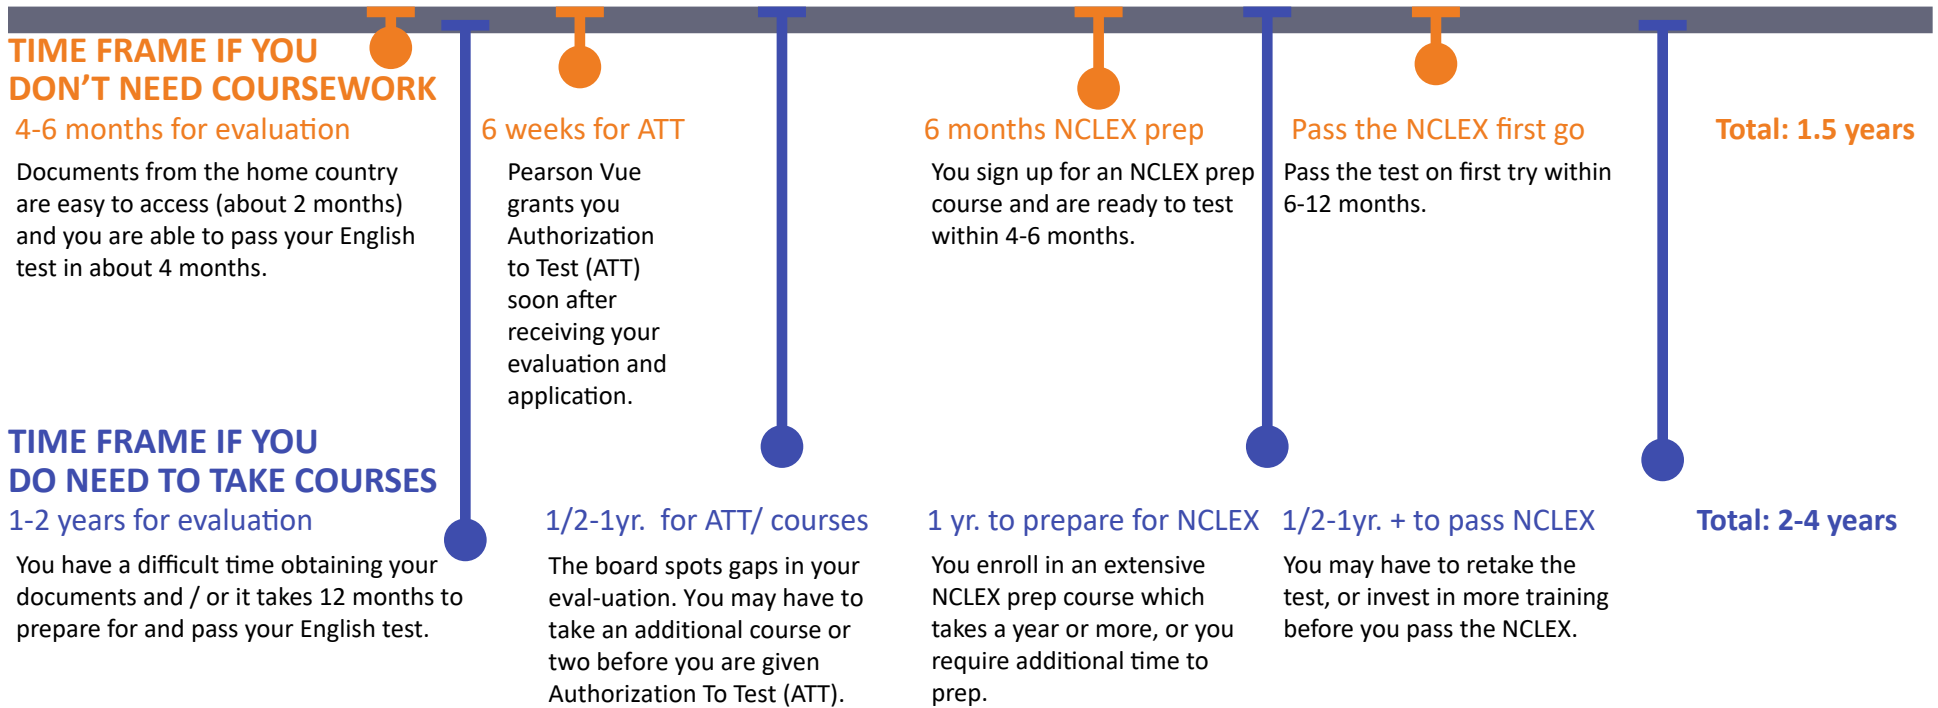 TIME FRAME IF YOU
DON’T NEED COURSEWORK
4-6 months for evaluation
Documents from the home country
are easy to access (about 2 months)
and you are able to pass your English
test in about 4 months.
6 weeks for ATT
Pearson Vue
grants you
Authorization
to Test (ATT)
soon after
receiving your
evaluation and
application.
6 months NCLEX prep
You sign up for an NCLEX prep
course and are ready to test
within 4-6 months.
Pass the NCLEX first go
Pass the test on first try within
6-12 months.
Total: 1.5 years
TIME FRAME IF YOU
DO NEED TO TAKE COURSES
1-2 years for evaluation
You have a difficult time obtaining your
documents and / or it takes 12 months to
prepare for and pass your English test.
1/2-1yr.  for ATT/ courses
The board spots gaps in your
eval-uation. You may have to
take an additional course or
two before you are given
Authorization To Test (ATT).
1 yr. to prepare for NCLEX
You enroll in an extensive
NCLEX prep course which
takes a year or more, or you
require additional time to
prep.
1/2-1yr. + to pass NCLEX
You may have to retake the
test, or invest in more training
before you pass the NCLEX.
Total: 2-4 years